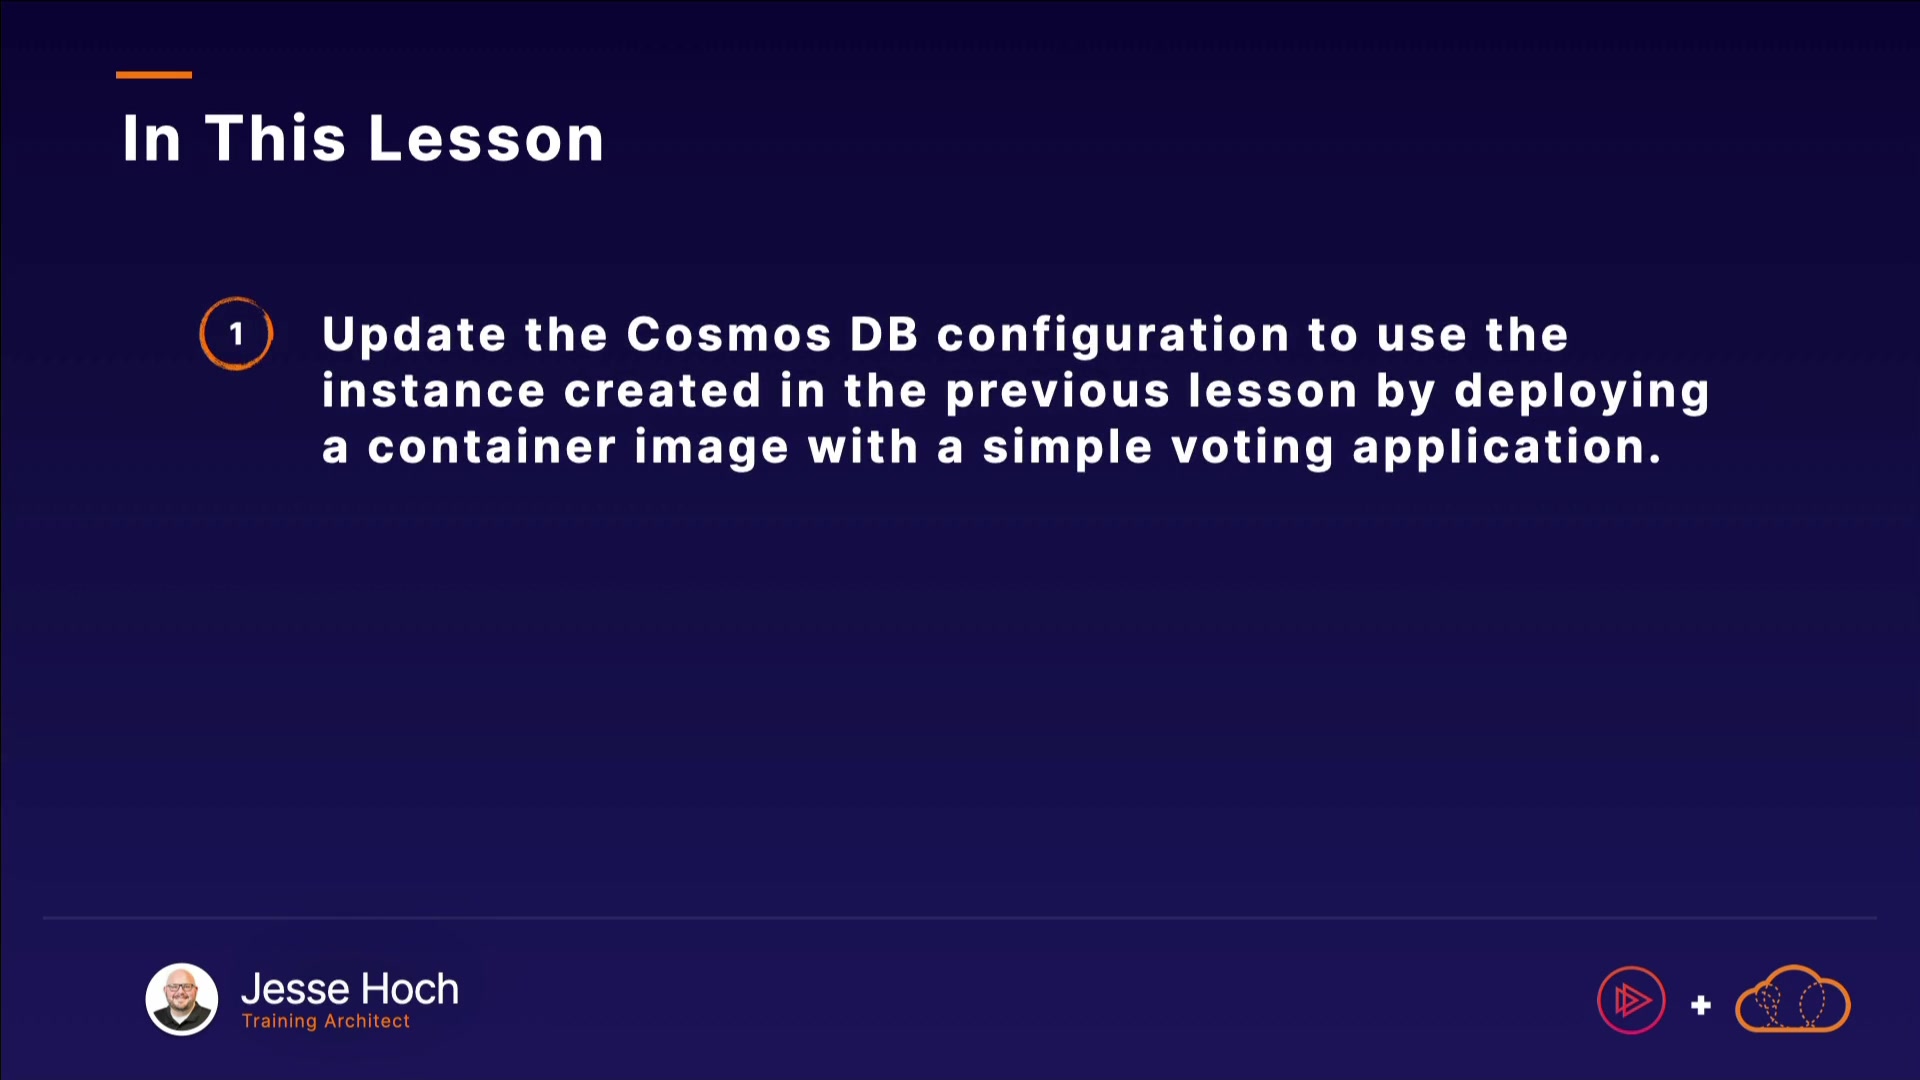 In This Lesson
1
Update the Cosmos DB configuration to use the
instance created in the previous lesson by deploying
a container image with a simple voting application.
Jesse Hoch
Training Architect